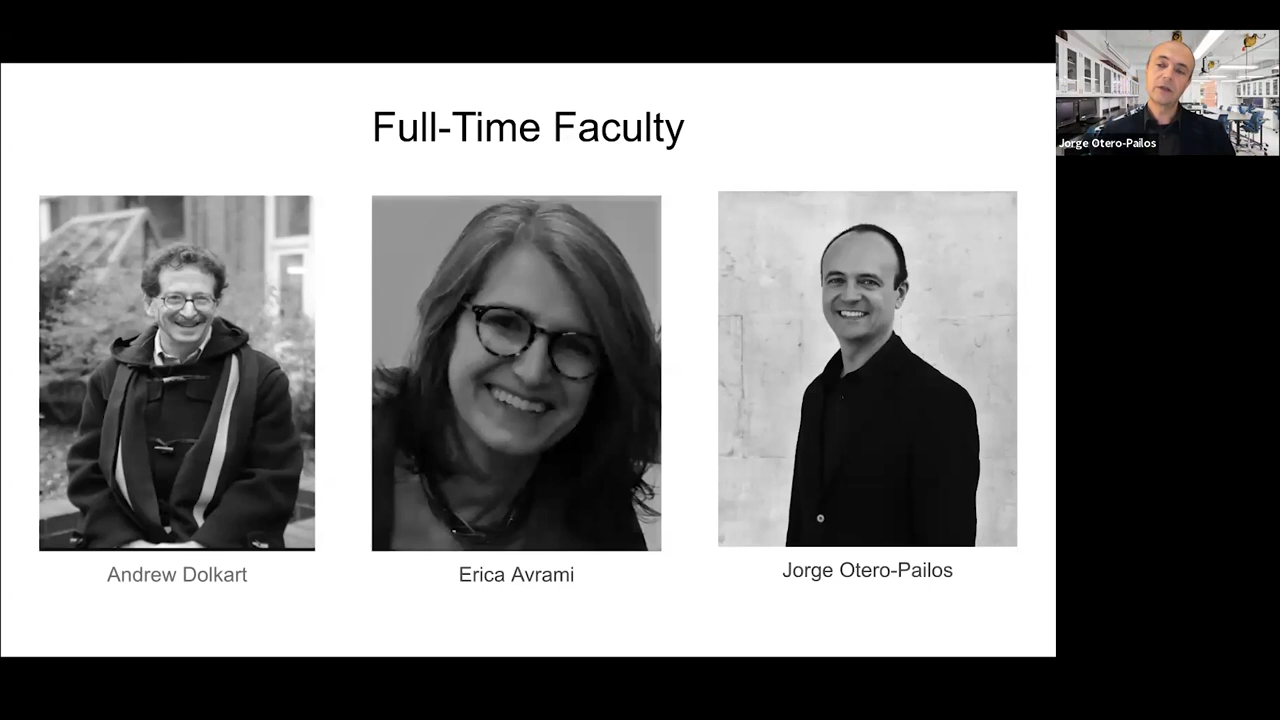 Full-Time Faculty
Jorge Otero-Pailos
Andrew Dolkart
Erica Avrami
Jorge Otero-Pailos